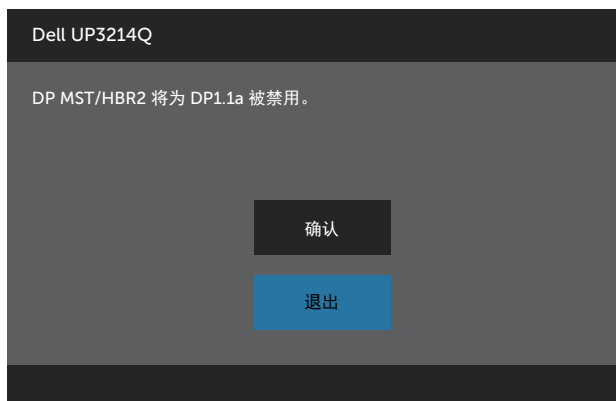 Dell UP3214Q
DP MST/HBR2 将为 DP1.1a 被禁用。
确认
退出